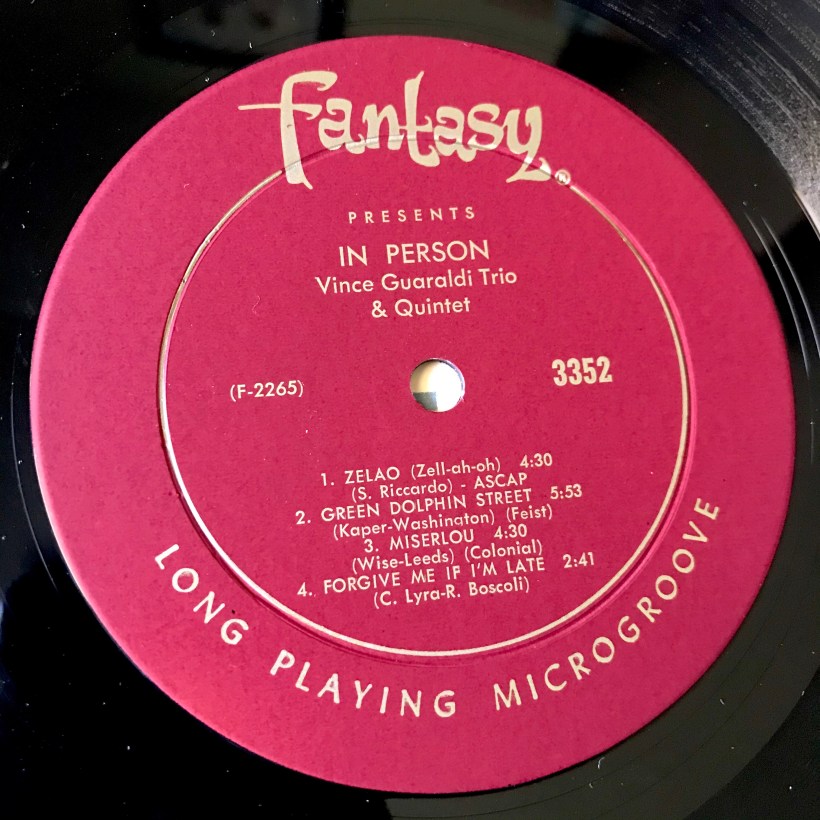 fantasy®
PRESENTS
IN PERSON
Vince Guaraldi Trio
& Quintet
(F-2265)
3352
1. ZELAO (Zell-ah-oh) 4:30
(S. Riccardo) - ASCAP
2. GREEN DOLPHIN STREET 5:53
(Kaper-Washington) (Feist)
3. MISERLOU 4:30
(Wise-Leeds) (Colonial)
4. FORGIVE ME IF I'M LATE 2:41
(C. Lyra-R. Boscoli)
LONG PLAYING MICROGROOVE